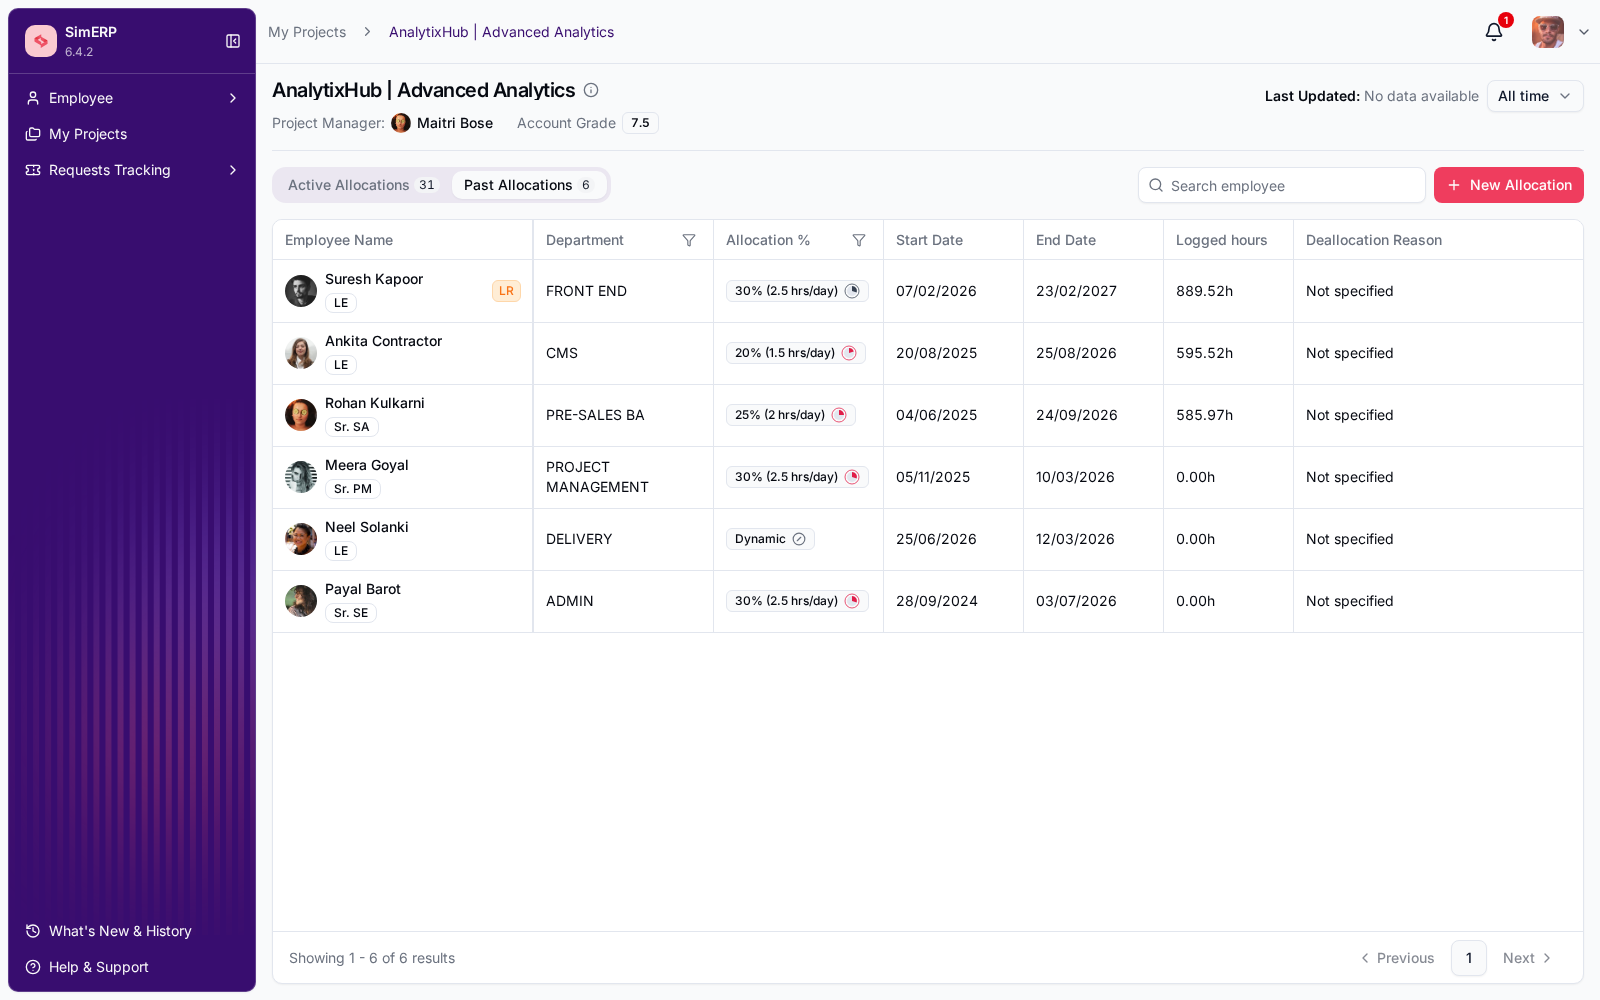 SimERP
6.4.2
Employee
My Projects
Requests Tracking
What's New & History
Help & Support
My Projects
AnalytixHub | Advanced Analytics
1
AnalytixHub | Advanced Analytics
Project Manager: Maitri Bose Account Grade 7.5
Last Updated: No data available All time
Active Allocations 31 Past Allocations 6
Search employee
New Allocation
Employee Name Department Allocation % Start Date End Date Logged hours Deallocation Reason
Suresh Kapoor
LE
LR
FRONT END 30% (2.5 hrs/day) 07/02/2026 23/02/2027 889.52h Not specified
Ankita Contractor
LE
CMS 20% (1.5 hrs/day) 20/08/2025 25/08/2026 595.52h Not specified
Rohan Kulkarni
Sr. SA
PRE-SALES BA 25% (2 hrs/day) 04/06/2025 24/09/2026 585.97h Not specified
Meera Goyal
Sr. PM
PROJECT
MANAGEMENT
30% (2.5 hrs/day) 05/11/2025 10/03/2026 0.00h Not specified
Neel Solanki
LE
DELIVERY Dynamic 25/06/2026 12/03/2026 0.00h Not specified
Payal Barot
Sr. SE
ADMIN 30% (2.5 hrs/day) 28/09/2024 03/07/2026 0.00h Not specified
Showing 1 - 6 of 6 results
Previous 1 Next